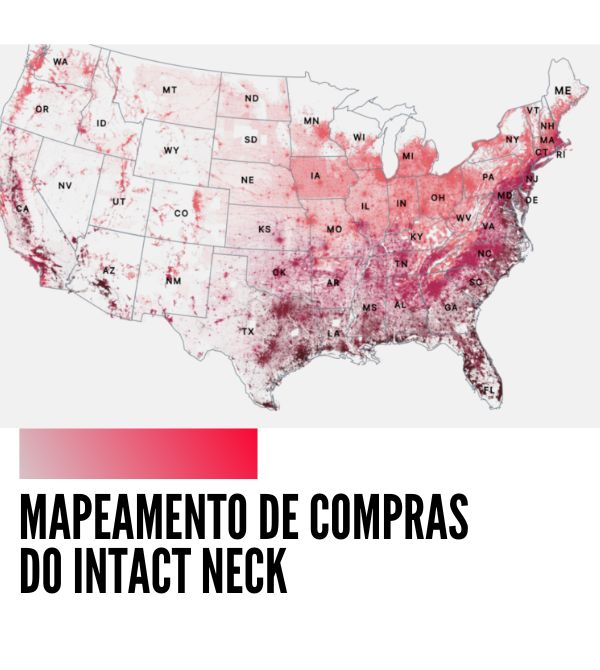 WA
MT
ND
MN
ME
OR
ID
SD
WI
VT
NH
NY
MA
CT
RI
MI
WY
NE
IA
PA
NJ
NV
UT
CO
IL
IN
OH
MD
DE
CA
KS
MO
WV
VA
KY
AZ
NM
OK
AR
TN
NC
SC
TX
LA
MS
AL
GA
FL
MAPEAMENTO DE COMPRAS
DO INTACT NECK